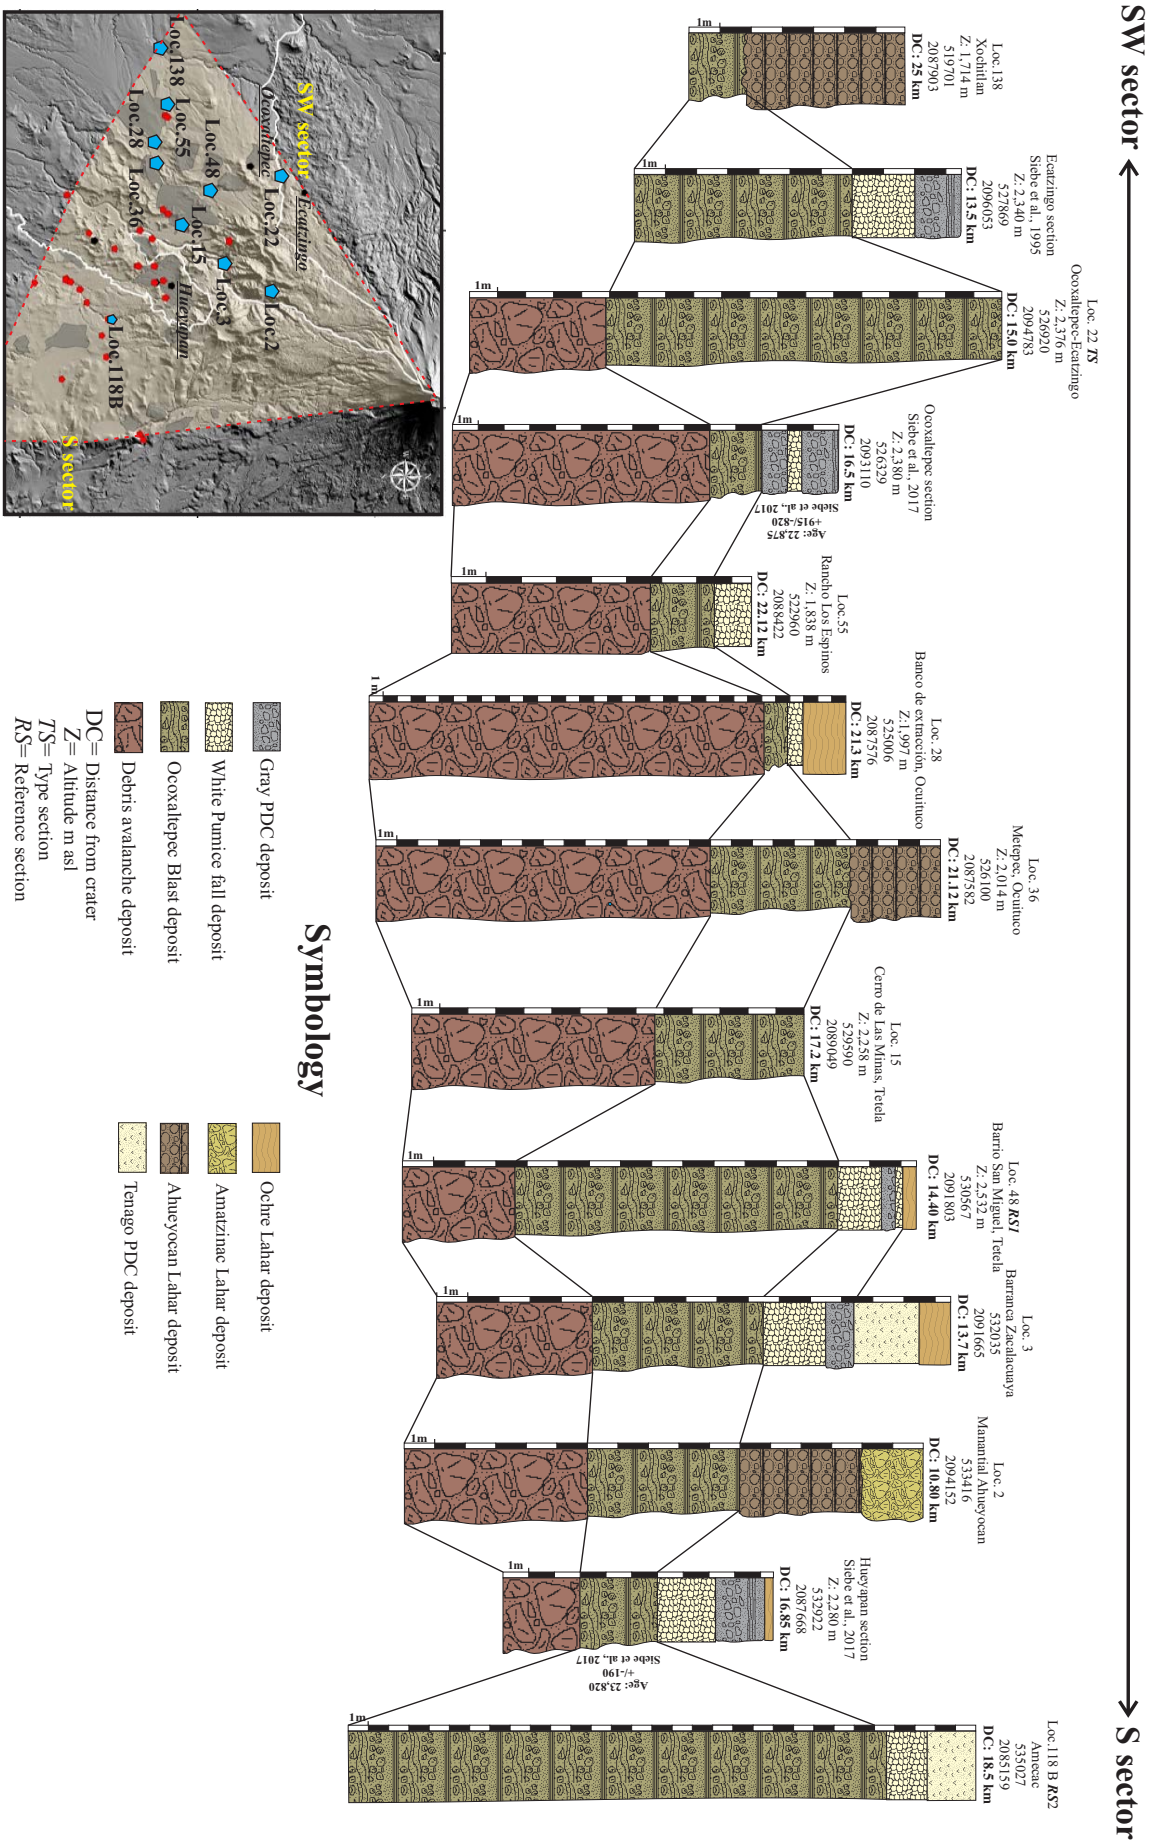 SW sector
S sector
Loc.138
Xochitlan
Z: 1,714 m
519701
2087903
DC: 25 km
1m
Ecatzingo section
Siebe et al., 1995
Z: 2,340 m
527869
2096053
DC: 13.5 km
1m
Loc. 22 TS
Ocoxaltepec-Ecatzingo
Z: 2,376 m
526920
2094783
DC: 15.0 km
1m
Ocoxaltepec section
Siebe et al., 2017
Z: 2,380 m
526329
2093110
DC: 16.5 km
1m
Age: 22,875
+915/-820
Siebe et al., 2017
Loc.55
Rancho Los Espinos
Z: 1,838 m
522960
2088422
DC: 22.12 km
1m
Loc. 28
Banco de extracción, Ocuituco
Z:1,997 m
525006
2087576
DC: 21.3 km
1 m
Loc. 36
Metepec, Ocuituco
Z: 2,014 m
526100
2087582
DC: 21.12 km
1m
Loc. 15
Cerro de Las Minas, Tetela
Z: 2,258 m
529590
2089049
DC: 17.2 km
1m
Loc. 48 RS1
Barrio San Miguel, Tetela
Z: 2,532 m
530567
2091803
DC: 14.40 km
1m
Loc. 3
Barranca Zacalacuaya
532035
2091665
DC: 13.7 km
1m
Loc. 2
Manantial Ahueyocan
533416
2094152
DC: 10.80 km
1m
Hueyapan section
Siebe et al., 2017
Z: 2,280 m
532922
2087668
DC: 16.85 km
1m
Age: 23,820
+/-190
Siebe et al., 2017
Loc.118 B RS2
Amecac
535027
2085159
DC: 18.5 km
1m
SW sector
S sector
Ocoxaltepec
Ecazingo
Hueyapan
Loc.138
Loc.55
Loc.28
Loc.48
Loc.36
Loc.22
Loc.15
Loc.3
Loc.2
Loc.118B
Symbology
Gray PDC deposit
White Pumice fall deposit
Ocoxaltepec Blast deposit
Debris avalanche deposit
DC= Distance from crater
Z= Altitude m asl
TS= Type section
RS= Reference section
Ochre Lahar deposit
Amatzinac Lahar deposit
Ahueyocan Lahar deposit
Tenago PDC deposit